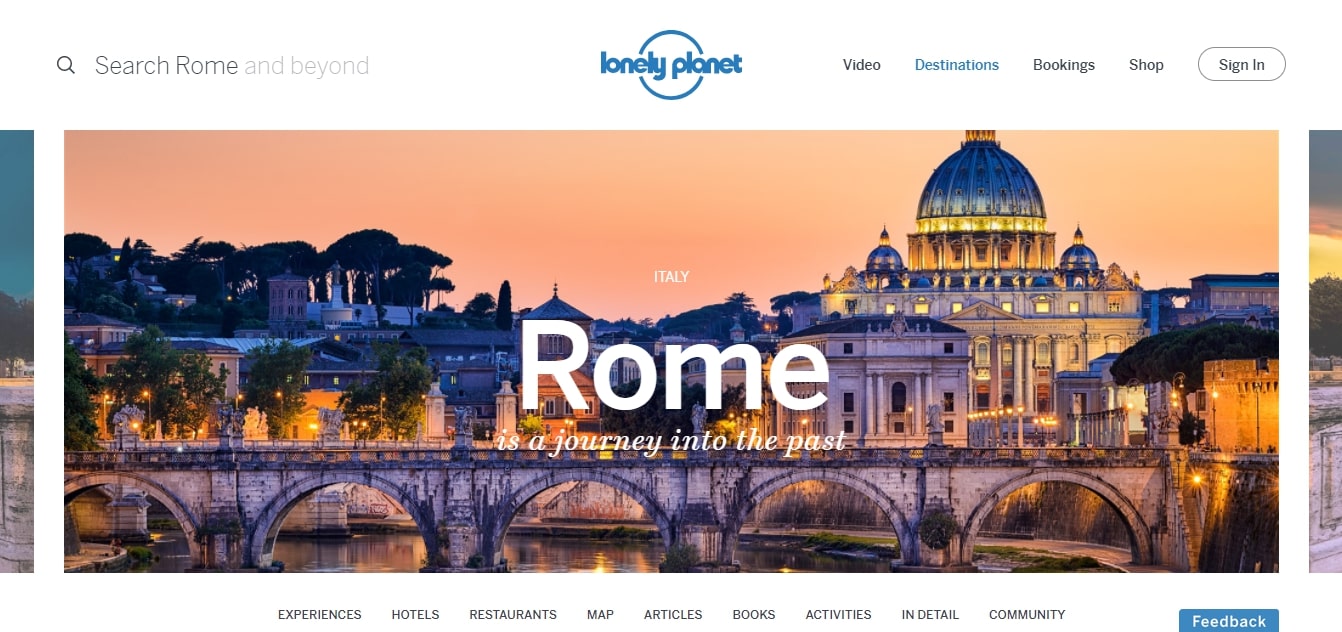 Search Rome and beyond
lonely planet
Video
Destinations
Bookings
Shop
Sign In
ITALY
Rome
is a journey into the past
EXPERIENCES
HOTELS
RESTAURANTS
MAP
ARTICLES
BOOKS
ACTIVITIES
IN DETAIL
COMMUNITY
Feedback